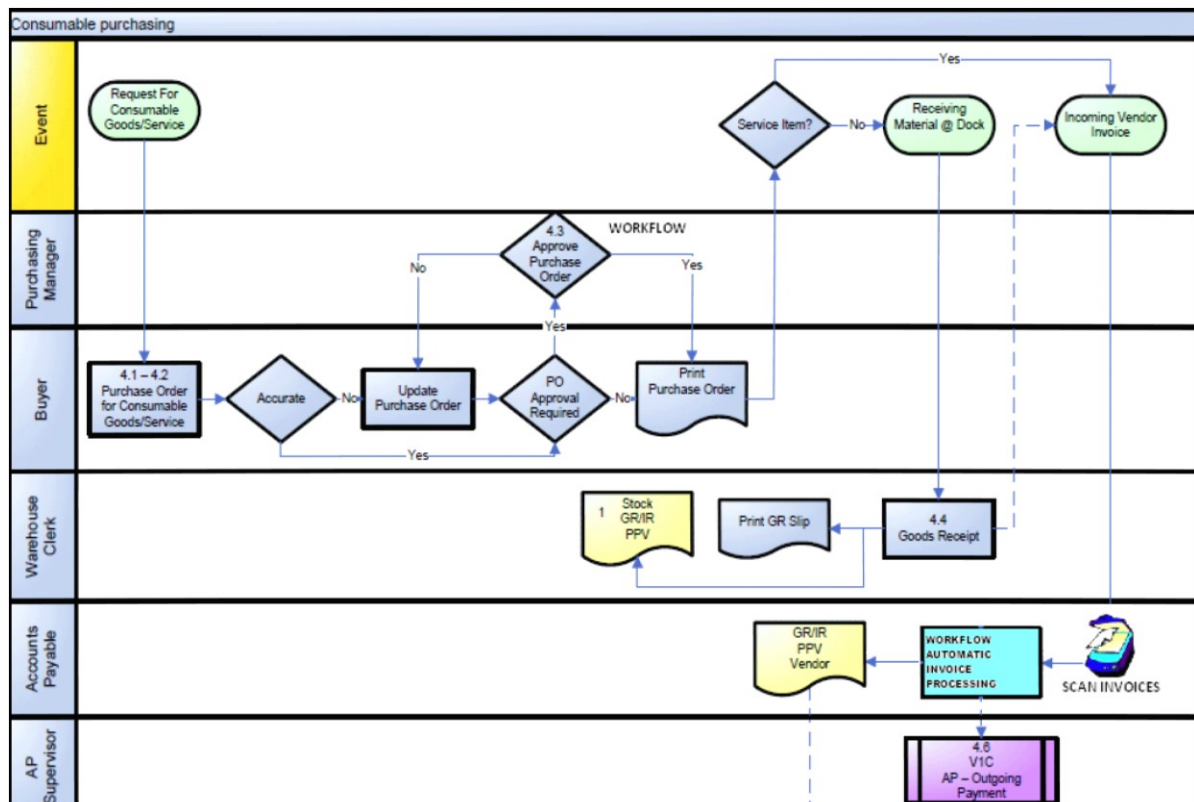 Consumable purchasing
Event
Request For
Consumable
Goods/Service
Service Item?
Yes
No
Receiving
Material @ Dock
Incoming Vendor
Invoice
Purchasing
Manager
4.3
Approve
Purchase
Order
WORKFLOW
No
Yes
Yes
Buyer
4.1 – 4.2
Purchase Order
for Consumable
Goods/Service
Accurate
No
Update
Purchase Order
PO
Approval
Required
No
Print
Purchase Order
Yes
Warehouse
Clerk
1
Stock
GR/IR
PPV
Print GR Slip
4.4
Goods Receipt
Accounts
Payable
GR/IR
PPV
Vendor
WORKFLOW
AUTOMATIC
INVOICE
PROCESSING
SCAN INVOICES
AP
Supervisor
4.6
V1C
AP – Outgoing
Payment